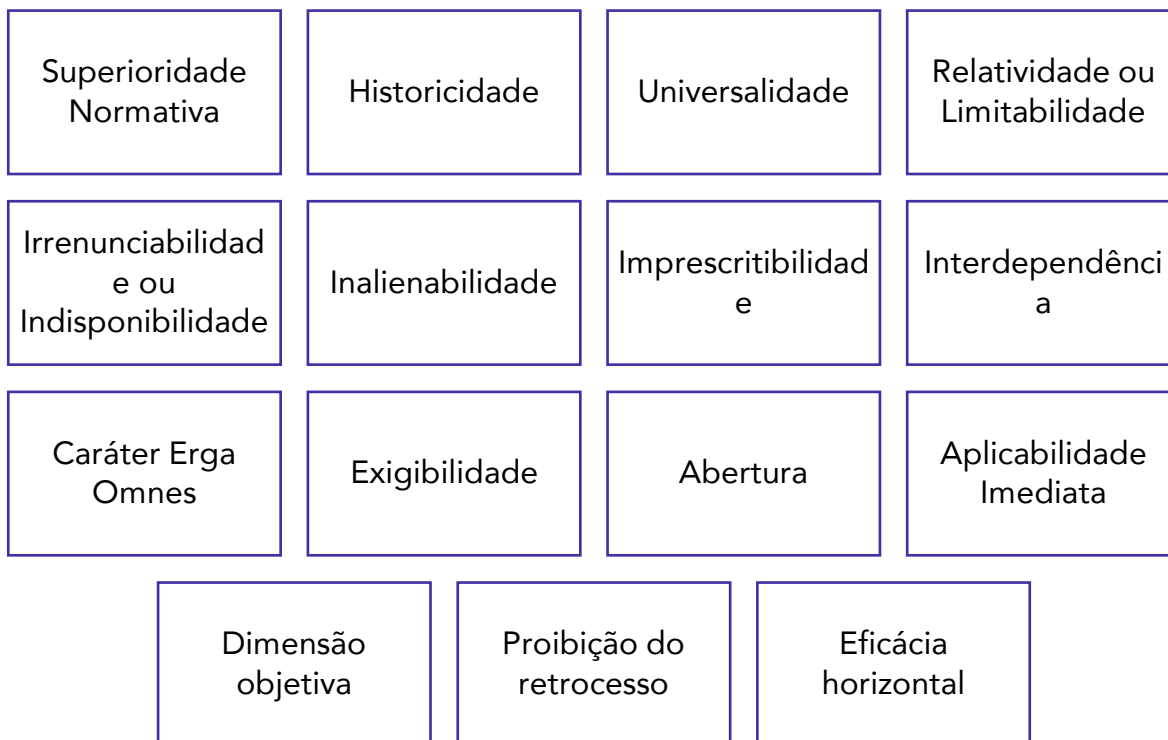 Superioridade
Normativa
Historicidade
Universalidade
Relatividade ou
Limitabilidade
Irrenunciabilidad
e ou
Indisponibilidade
Inalienabilidade
Imprescritibilidad
e
Interdependênci
a
Caráter Erga
Omnes
Exigibilidade
Abertura
Aplicabilidade
Imediata
Dimensão
objetiva
Proibição do
retrocesso
Eficácia
horizontal